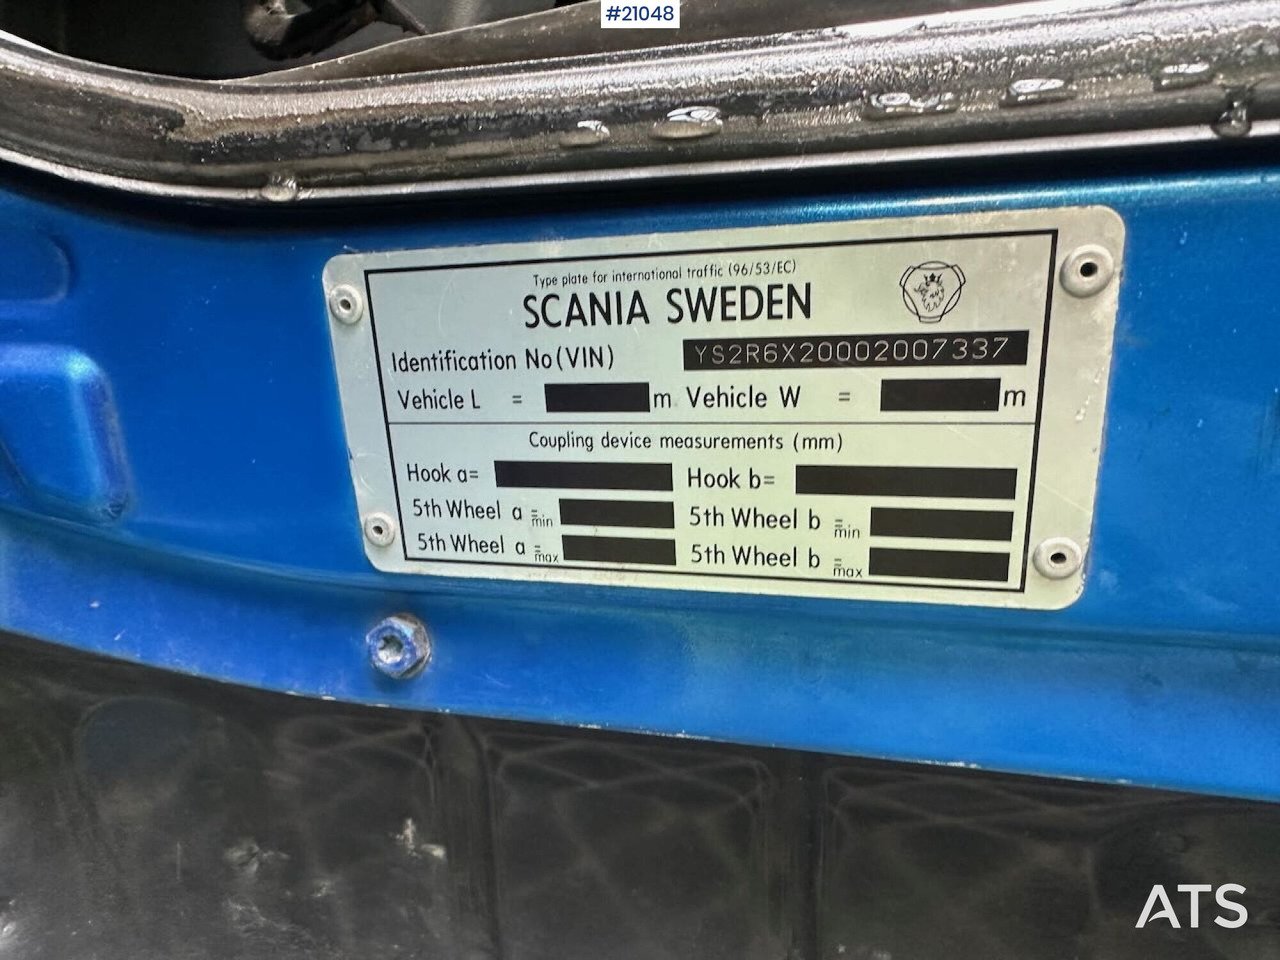 #21048
Type plate for international traffic (96/53/EC)
SCANIA SWEDEN
Identification No(VIN) YS2R6X20002007337
Vehicle L = m Vehicle W = m
Coupling device measurements (mm)
Hook a= Hook b=
5th Wheel a = min 5th Wheel b = min
5th Wheel a = max 5th Wheel b = max
ATS